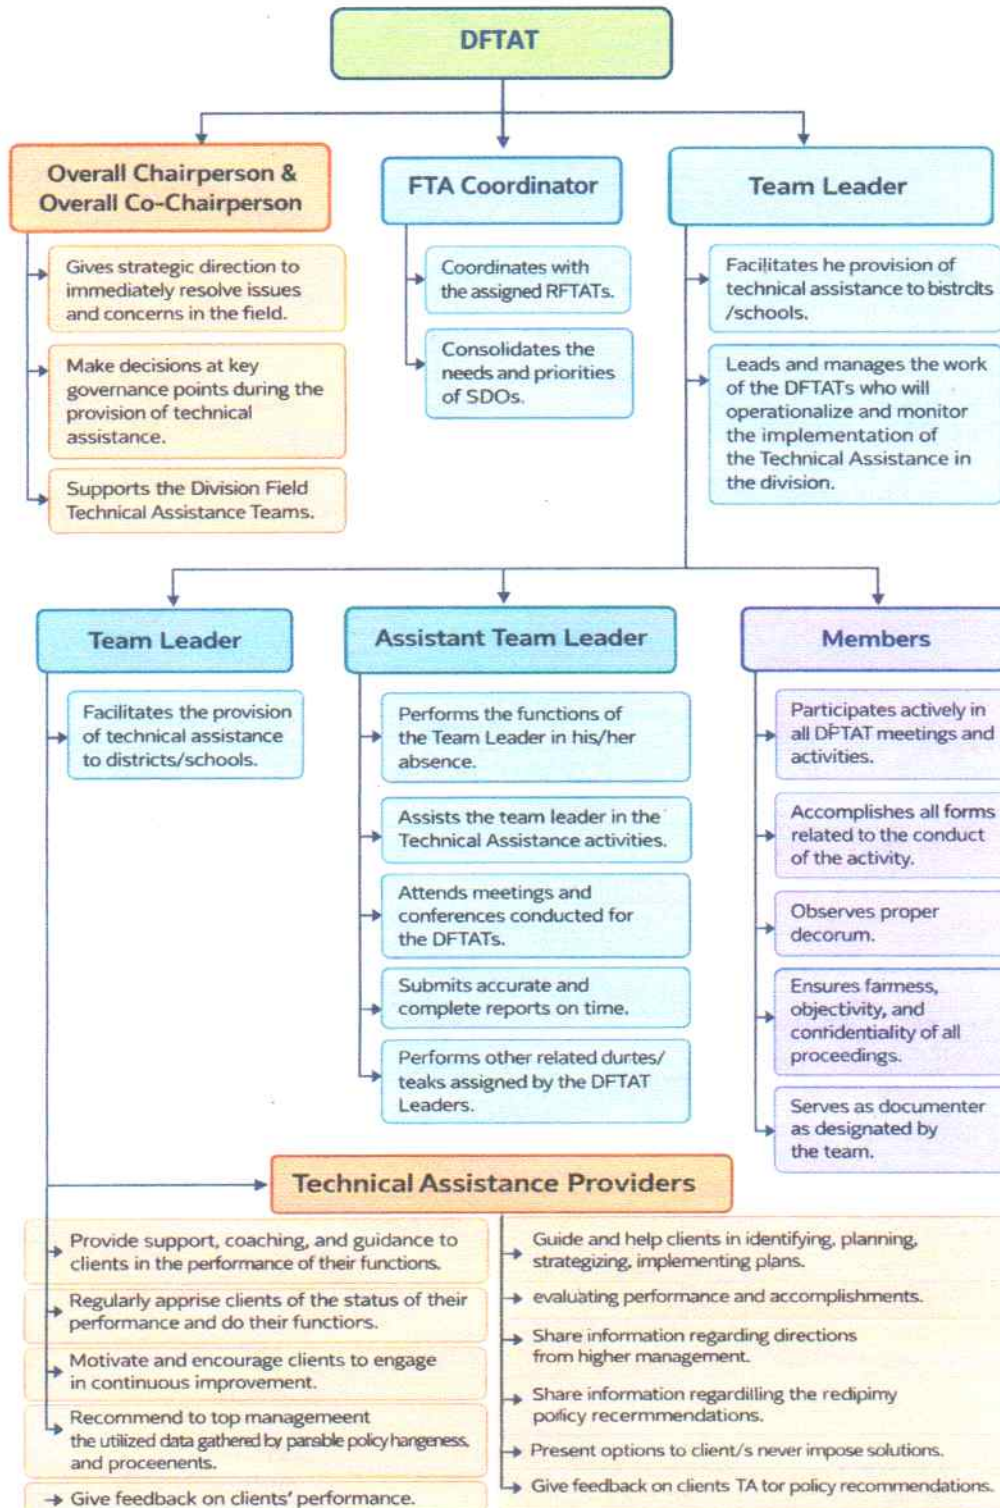 DFTAT
Overall Chairperson &
Overall Co-Chairperson
Gives strategic direction to
immediately resolve issues
and concerns in the field.
Make decisions at key
governance points during the
provision of technical
assistance.
Supports the Division Field
Technical Assistance Teams.
FTA Coordinator
Coordinates with
the assigned RFTATs.
Consolidates the
needs and priorities
of SDOs.
Team Leader
Facilitates he provision of
technical assistance to bistrcits
/schools.
Leads and manages the work
of the DFTATs who will
operationalize and monitor
the implementation of
the Technical Assistance in
the division.
Team Leader
Facilitates the provision
of technical assistance
to districts/schools.
Assistant Team Leader
Performs the functions of
the Team Leader in his/her
absence.
Assists the team leader in the
Technical Assistance activities.
Attends meetings and
conferences conducted for
the DFTATs.
Submits accurate and
complete reports on time.
Performs other related durtes/
teaks assigned by the DFTAT
Leaders.
Members
Participates actively in
all DFTAT meetings and
activities.
Accomplishes all forms
related to the conduct
of the activity.
Observes proper
decorum.
Ensures fairness,
objectivity, and
confidentiality of all
proceedings.
Serves as documenter
as designated by
the team.
Technical Assistance Providers
Provide support, coaching, and guidance to
clients in the performance of their functions.
Regularly apprise clients of the status of their
performance and do their functiors.
Motivate and encourage clients to engage
in continuous improvement.
Recommend to top manageement
the utilized data gathered by parıable policy hangeness,
and proceenents.
Give feedback on clients' performance.
Guide and help clients in identifying, planning,
strategizing, implementing plans.
evaluating performance and accomplishments.
Share information regarding directions
from higher management.
Share information regardilling the redipimy
policy recermmendations.
Present options to client/s never impose solutions.
Give feedback on clients TA tor policy recommendations.